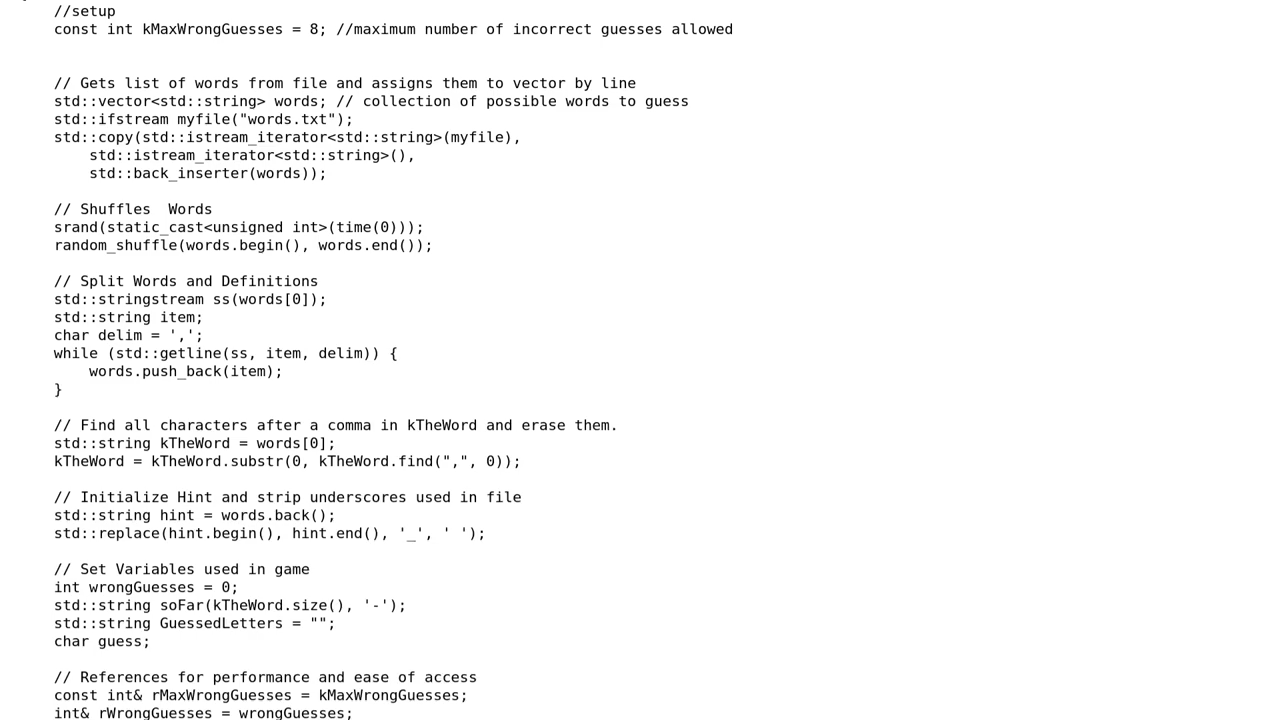 //setup
const int kMaxWrongGuesses = 8; //maximum number of incorrect guesses allowed
// Gets list of words from file and assigns them to vector by line
std::vector<std::string> words; // collection of possible words to guess
std::ifstream myfile("words.txt");
std::copy(std::istream_iterator<std::string>(myfile),
    std::istream_iterator<std::string>(),
    std::back_inserter(words));
// Shuffles  Words
srand(static_cast<unsigned int>(time(0)));
random_shuffle(words.begin(), words.end());
// Split Words and Definitions
std::stringstream ss(words[0]);
std::string item;
char delim = ',';
while (std::getline(ss, item, delim)) {
    words.push_back(item);
}
// Find all characters after a comma in kTheWord and erase them.
std::string kTheWord = words[0];
kTheWord = kTheWord.substr(0, kTheWord.find(",", 0));
// Initialize Hint and strip underscores used in file
std::string hint = words.back();
std::replace(hint.begin(), hint.end(), '_', ' ');
// Set Variables used in game
int wrongGuesses = 0;
std::string soFar(kTheWord.size(), '-');
std::string GuessedLetters = "";
char guess;
// References for performance and ease of access
const int& rMaxWrongGuesses = kMaxWrongGuesses;
int& rWrongGuesses = wrongGuesses;